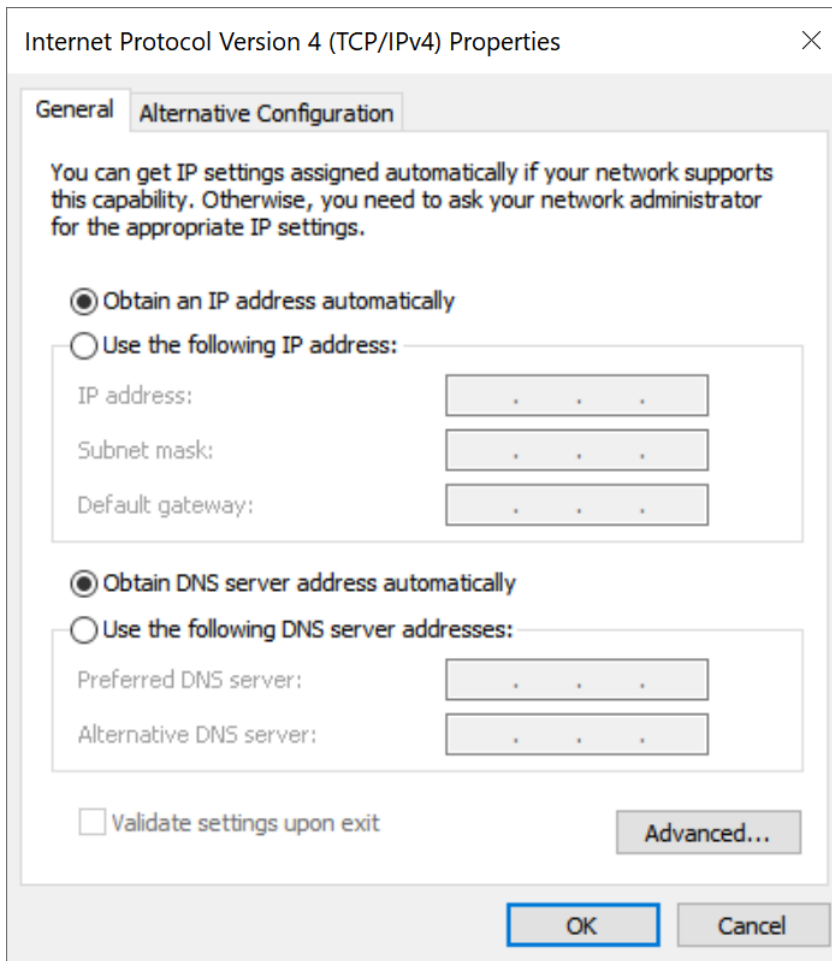 Internet Protocol Version 4 (TCP/IPv4) Properties
General
Alternative Configuration
You can get IP settings assigned automatically if your network supports
this capability. Otherwise, you need to ask your network administrator
for the appropriate IP settings.
Obtain an IP address automatically
Use the following IP address:
IP address:
Subnet mask:
Default gateway:
Obtain DNS server address automatically
Use the following DNS server addresses:
Preferred DNS server:
Alternative DNS server:
Validate settings upon exit
Advanced...
OK
Cancel